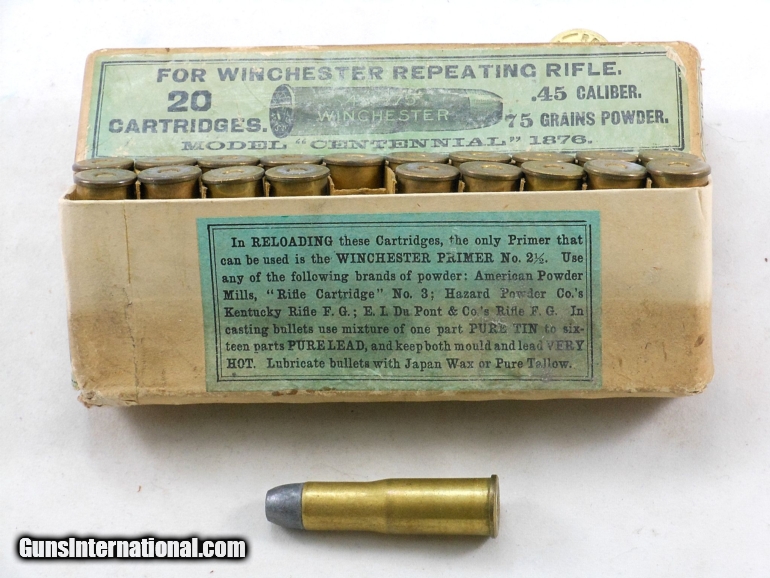 FOR WINCHESTER REPEATING RIFLE.
20 CARTRIDGES.
WINCHESTER
.45 CALIBER.
75 GRAINS POWDER.
MODEL "CENTENNIAL" 1876.
In RELOADING these Cartridges, the only Primer that
can be used is the WINCHESTER PRIMER No. 2½. Use
any of the following brands of powder: American Powder
Mills, "Rifle Cartridge" No. 3; Hazard Powder Co.'s
Kentucky Rifle F. G.; E. I. Du Pont & Co.'s Rifle F. G. In
casting bullets use mixture of one part PURE TIN to six-
teen parts PURE LEAD, and keep both mould and lead VERY
HOT. Lubricate bullets with Japan Wax or Pure Tallow.
GunsInternational.com